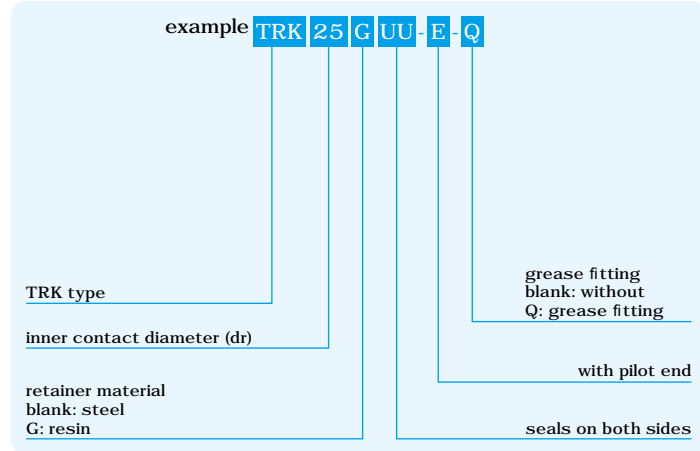 example TRK 25 G UU - E - Q
TRK type
inner contact diameter (dr)
retainer material
blank: steel
G: resin
grease fitting
blank: without
Q: grease fitting
with pilot end
seals on both sides